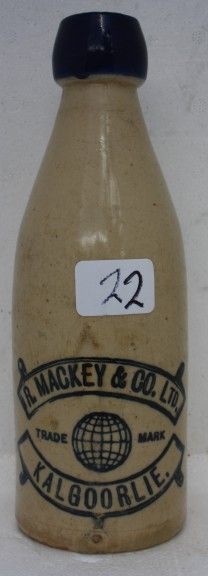 22
R. MACKEY & CO. LTD.
TRADE MARK
KALGOORLIE.